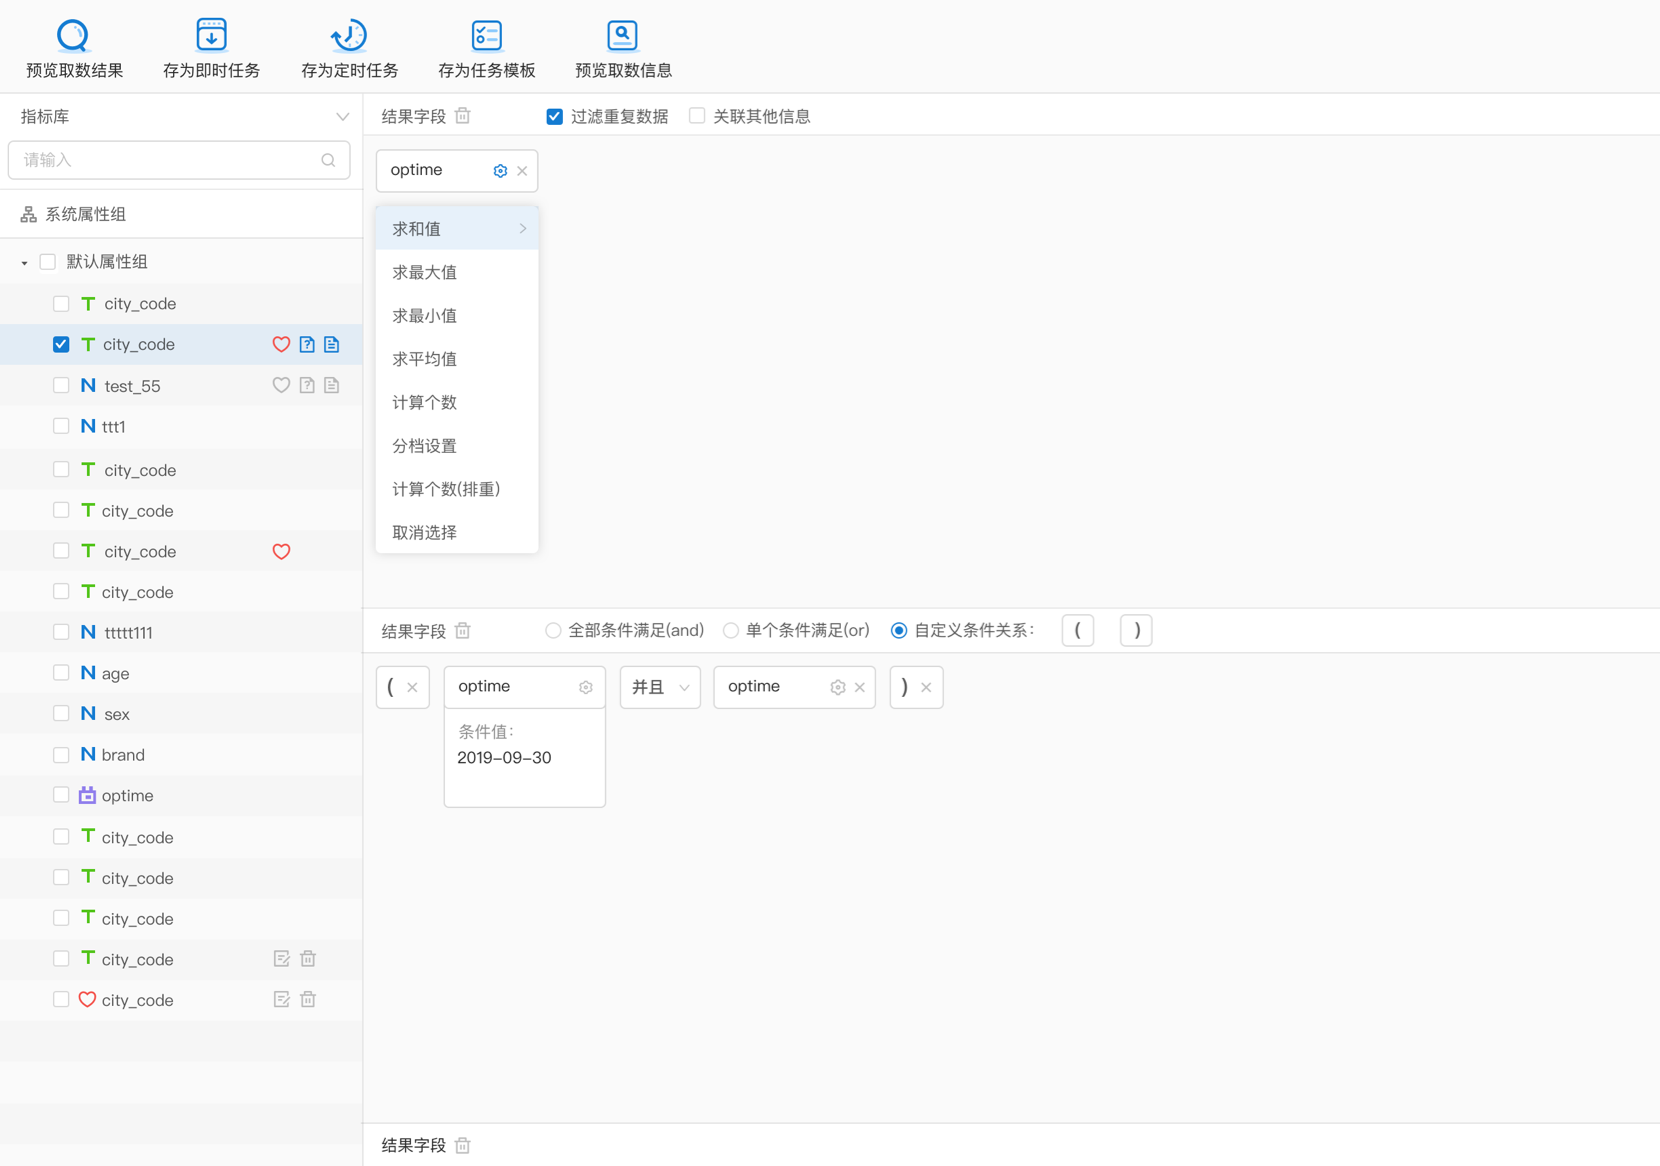 预览取数结果
存为即时任务
存为定时任务
存为任务模板
预览取数信息
指标库
请输入
系统属性组
默认属性组
T city_code
T city_code
N test_55
N ttt1
T city_code
T city_code
T city_code
T city_code
N ttttt111
N age
N sex
N brand
optime
T city_code
T city_code
T city_code
T city_code
city_code
结果字段
过滤重复数据
关联其他信息
optime
求和值
求最大值
求最小值
求平均值
计算个数
分档设置
计算个数(排重)
取消选择
结果字段
全部条件满足(and)
单个条件满足(or)
自定义条件关系：
(
)
(
optime
并且
optime
)
条件值：
2019-09-30
结果字段